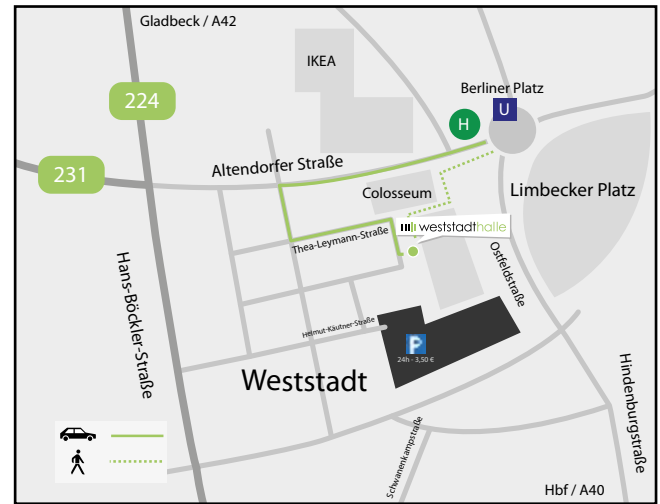 Gladbeck / A42
IKEA
224
Berliner Platz
U
H
Altendorfer Straße
231
Colosseum
Limbecker Platz
weststadthalle
Thea-Leymann-Straße
Ostfeldstraße
Hans-Böckler-Straße
Helmut-Käutner-Straße
P
24h - 3,50 €
Weststadt
Hindenburgstraße
Schwanenkampstraße
Hbf / A40